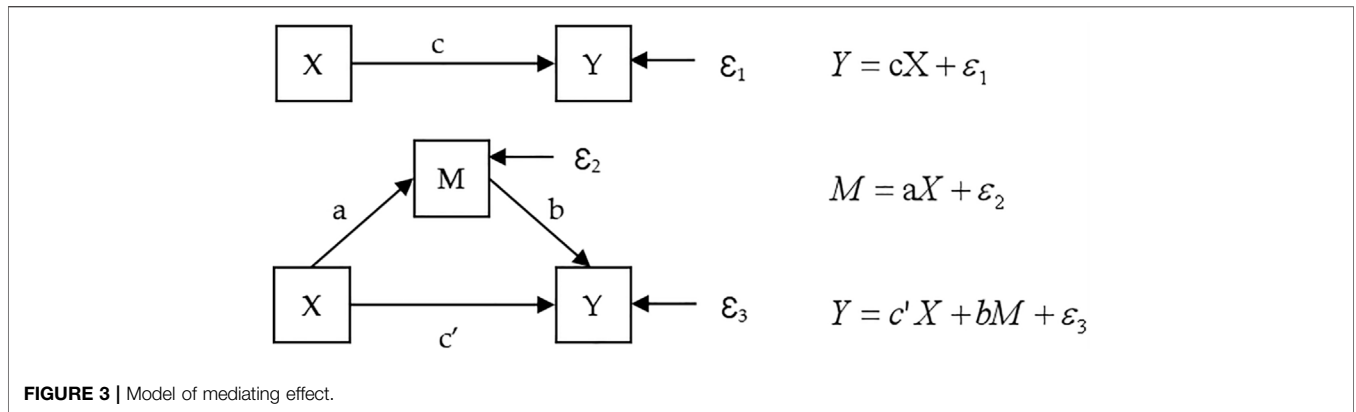 X c Y ε₁ Y = cX + ε₁
M ε₂ M = aX + ε₂
a b
X c′ Y ε₃ Y = c'X + bM + ε₃
FIGURE 3 | Model of mediating effect.